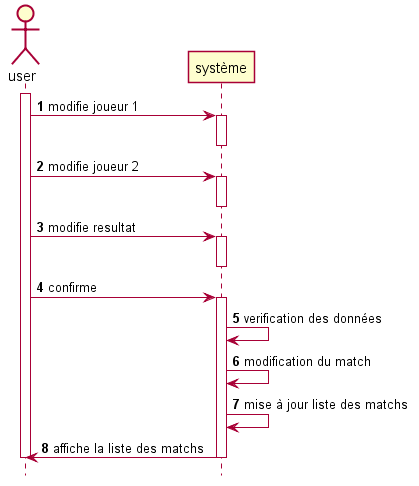 user
système
1 modifie joueur 1
2 modifie joueur 2
3 modifie resultat
4 confirme
5 verification des données
6 modification du match
7 mise à jour liste des matchs
8 affiche la liste des matchs